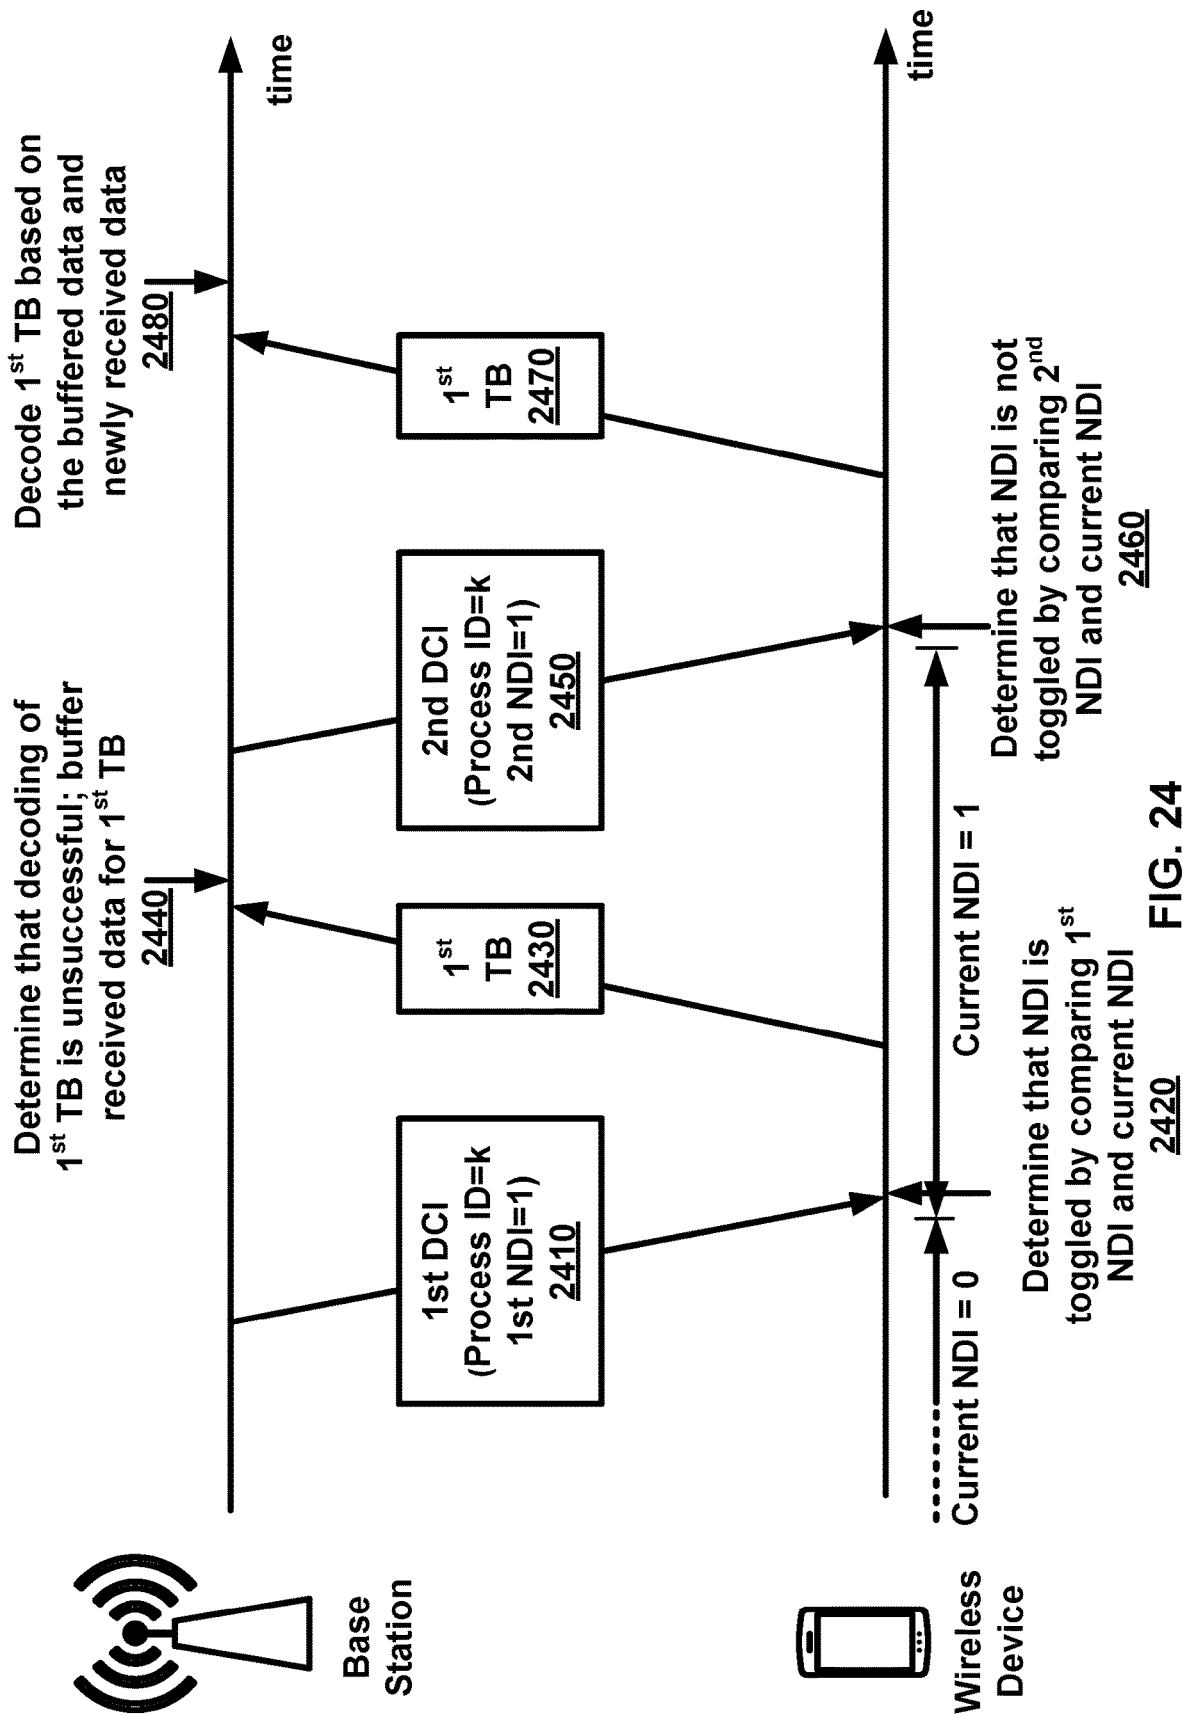 Determine that decoding of
1st TB is unsuccessful; buffer
received data for 1st TB
2440
Decode 1st TB based on
the buffered data and
newly received data
2480
time
Base
Station
1st DCI
(Process ID=k
1st NDI=1)
2410
1st
TB
2430
2nd DCI
(Process ID=k
2nd NDI=1)
2450
1st
TB
2470
time
Wireless
Device
Current NDI = 0
Current NDI = 1
Determine that NDI is
toggled by comparing 1st
NDI and current NDI
2420
Determine that NDI is not
toggled by comparing 2nd
NDI and current NDI
2460
FIG. 24